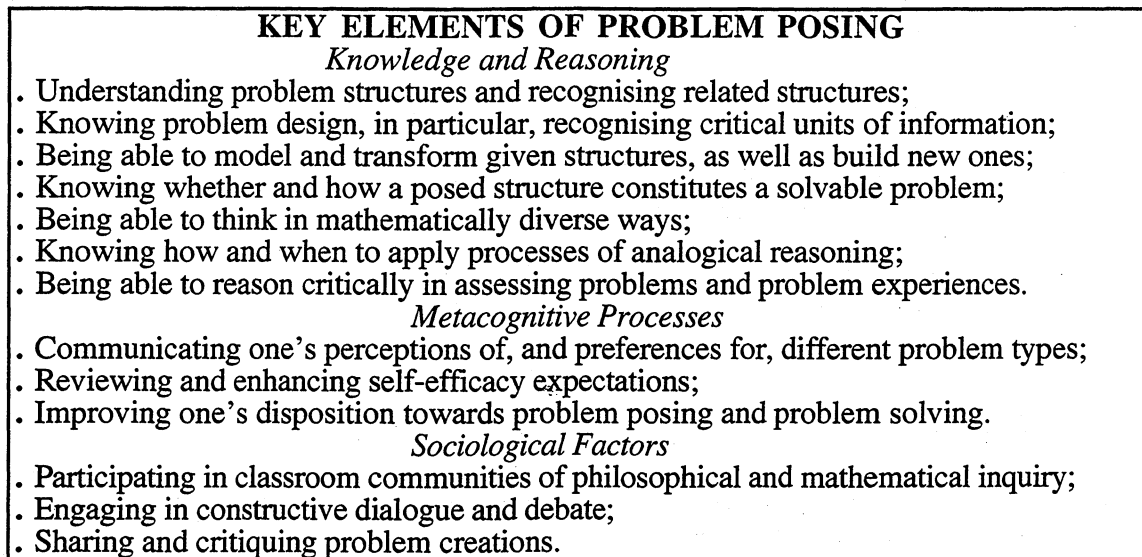 KEY ELEMENTS OF PROBLEM POSING
Knowledge and Reasoning
. Understanding problem structures and recognising related structures;
. Knowing problem design, in particular, recognising critical units of information;
. Being able to model and transform given structures, as well as build new ones;
. Knowing whether and how a posed structure constitutes a solvable problem;
. Being able to think in mathematically diverse ways;
. Knowing how and when to apply processes of analogical reasoning;
. Being able to reason critically in assessing problems and problem experiences.
Metacognitive Processes
. Communicating one's perceptions of, and preferences for, different problem types;
. Reviewing and enhancing self-efficacy expectations;
. Improving one's disposition towards problem posing and problem solving.
Sociological Factors
. Participating in classroom communities of philosophical and mathematical inquiry;
. Engaging in constructive dialogue and debate;
. Sharing and critiquing problem creations.